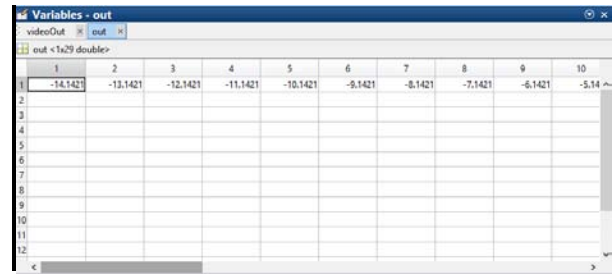 Variables - out
videoOut × out ×
out <1x29 double>
1 2 3 4 5 6 7 8 9 10
1 -14.1421 -13.1421 -12.1421 -11.1421 -10.1421 -9.1421 -8.1421 -7.1421 -6.1421 -5.14
2
3
4
5
6
7
8
9
10
11
12